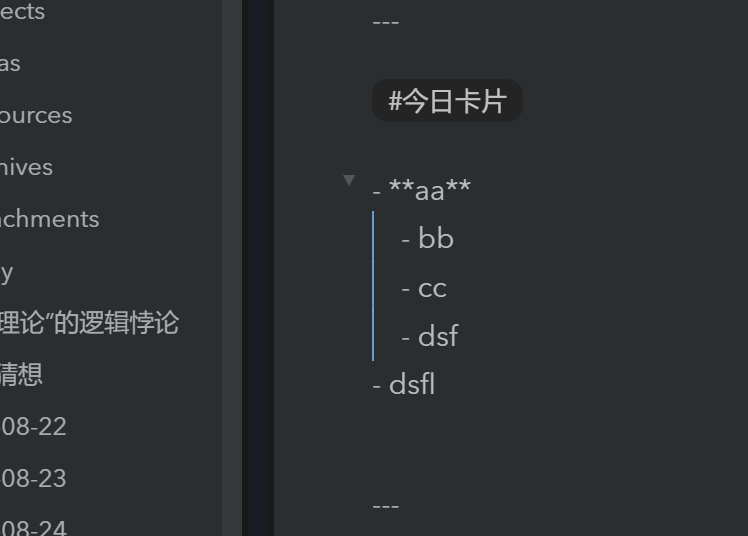 ects
as
ources
nives
achments
y
理论”的逻辑悖论
猜想
-08-22
-08-23
-08-24
---
#今日卡片
- **aa**
- bb
- cc
- dsf
- dsfl
---